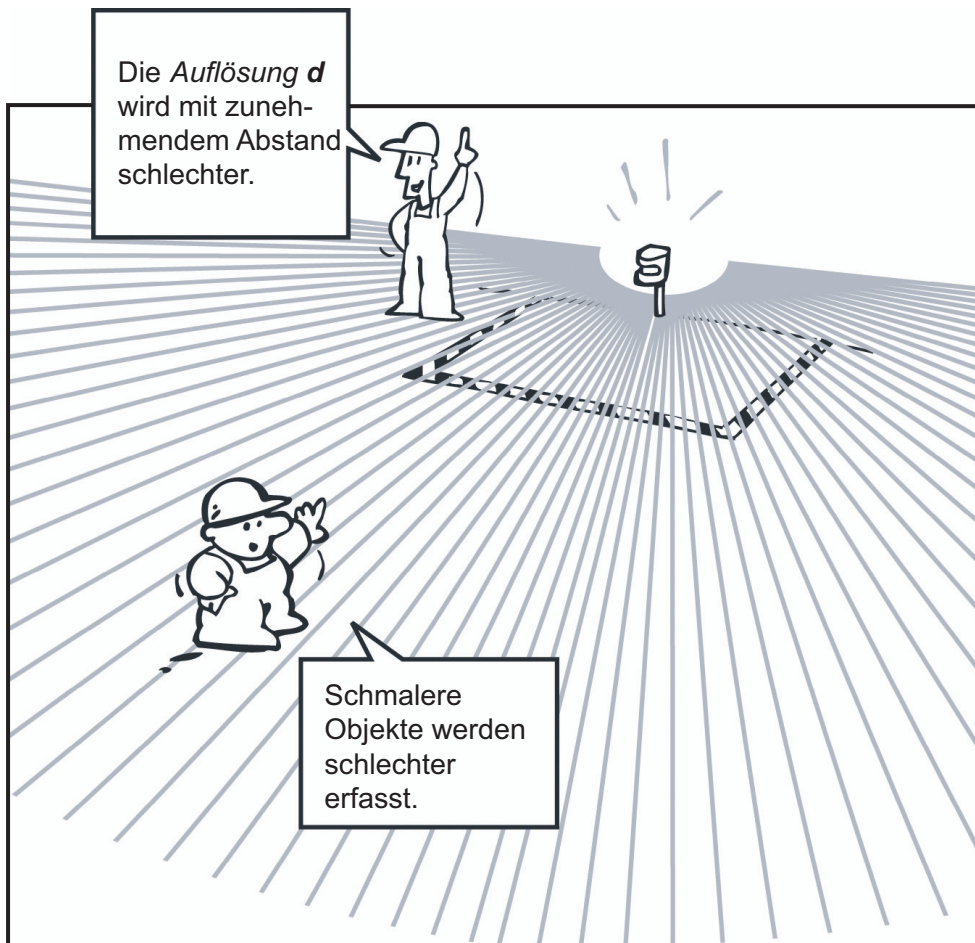 Die Auflösung d
wird mit zuneh-
mendem Abstand
schlechter.
Schmalere
Objekte werden
schlechter
erfasst.